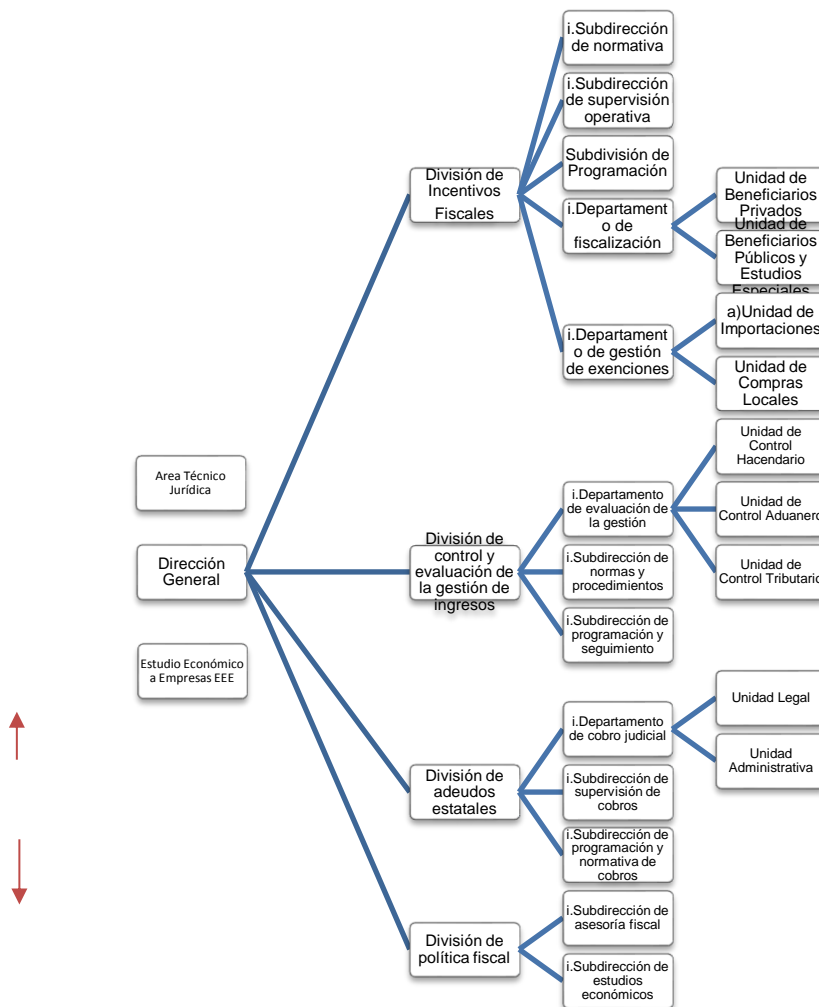 Area Técnico
Jurídica
Dirección
General
Estudio Económico
a Empresas EEE
División de
Incentivos
Fiscales
i.Subdirección
de normativa
i.Subdirección
de supervisión
operativa
Subdivisión de
Programación
i.Departament
o de
fiscalización
Unidad de
Beneficiarios
Privados
Unidad de
Beneficiarios
Públicos y
Estudios
Especiales
i.Departament
o de gestión
de exenciones
a)Unidad de
Importaciones
Unidad de
Compras
Locales
División de
control y
evaluación de
la gestión de
ingresos
i.Departamento
de evaluación de
la gestión
Unidad de
Control
Hacendario
Unidad de
Control Aduanero
Unidad de
Control Tributario
i.Subdirección de
normas y
procedimientos
i.Subdirección de
programación y
seguimiento
División de
adeudos
estatales
i.Departamento
de cobro judicial
Unidad Legal
Unidad
Administrativa
i.Subdirección de
supervisión de
cobros
i.Subdirección de
programación y
normativa de
cobros
División de
política fiscal
i.Subdirección de
asesoría fiscal
i.Subdirección de
estudios
económicos